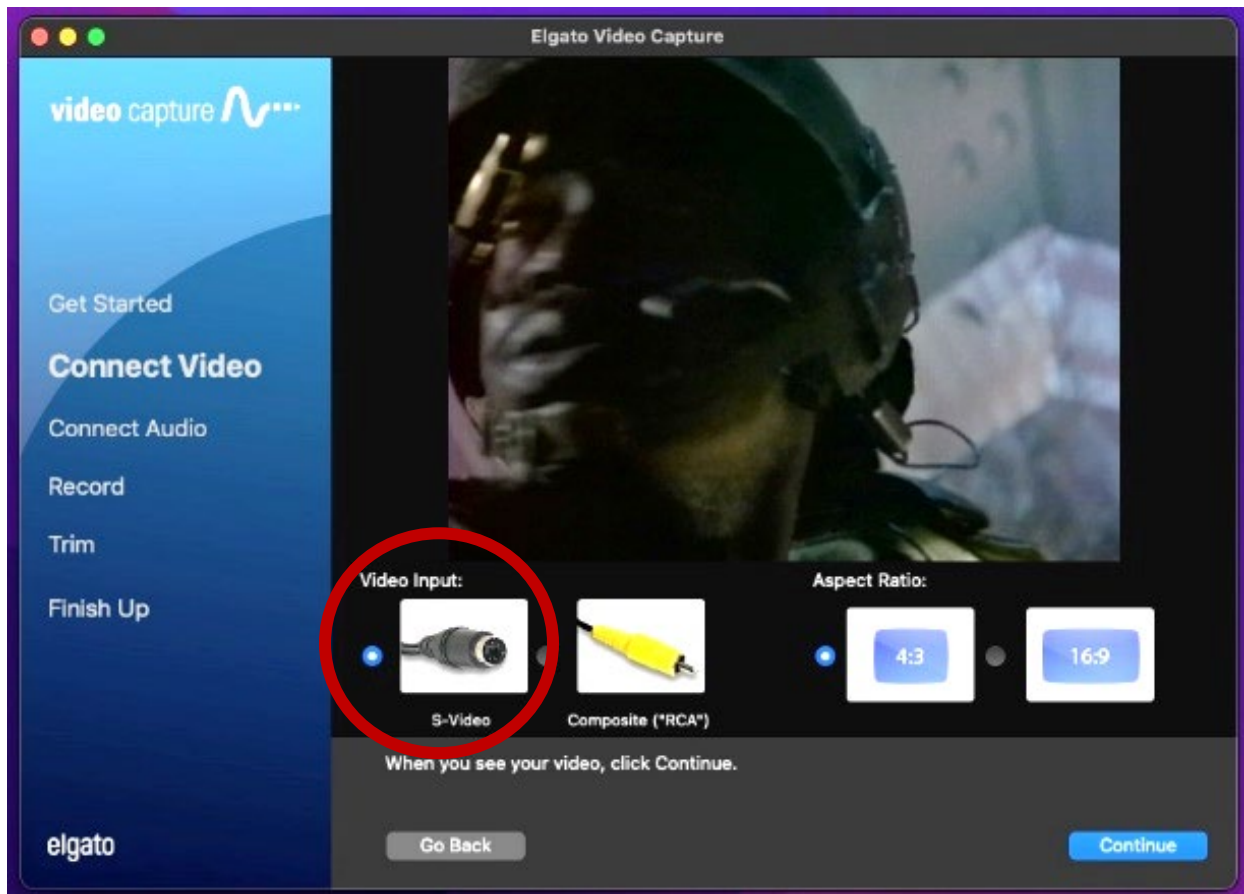 Elgato Video Capture
video capture
Get Started
Connect Video
Connect Audio
Record
Trim
Finish Up
Video Input:
Aspect Ratio:
4:3
16:9
S-Video
Composite ("RCA")
When you see your video, click Continue.
elgato
Go Back
Continue